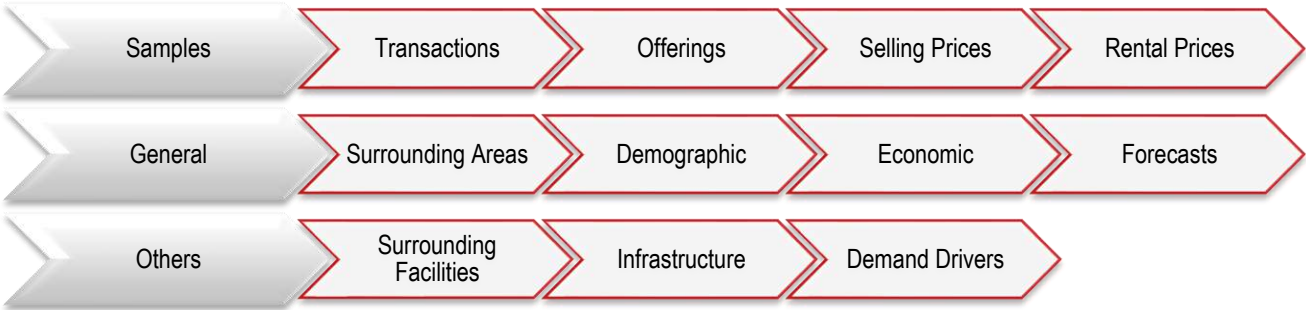 Samples
Transactions
Offerings
Selling Prices
Rental Prices
General
Surrounding Areas
Demographic
Economic
Forecasts
Others
Surrounding
Facilities
Infrastructure
Demand Drivers